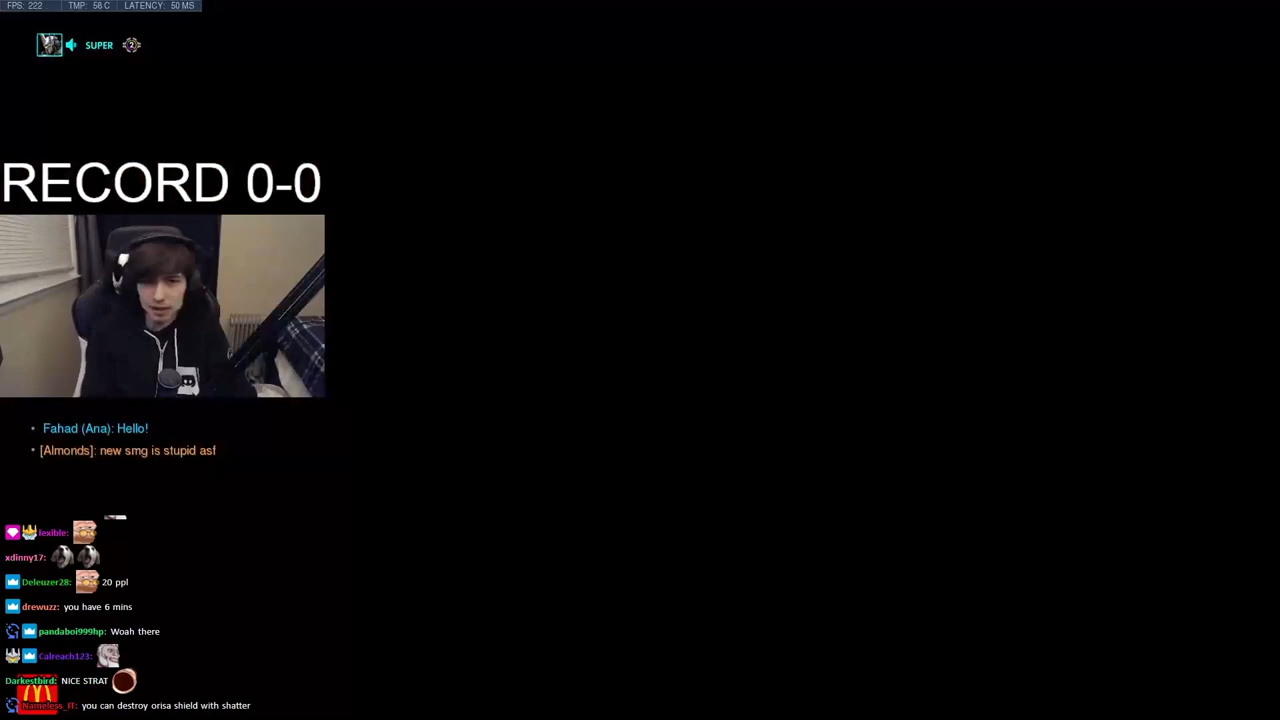 FPS: 222 TMP: 58 C LATENCY: 50 MS
SUPER 2
RECORD 0-0
Fahad (Ana): Hello!
[Almonds]: new smg is stupid asf
lexible:
xdinny17:
Deleuzer28: 20 ppl
drewuzz: you have 6 mins
pandaboi999hp: Woah there
Calreach123:
Darkestbird: NICE STRAT
Nameless_IT: you can destroy orisa shield with shatter